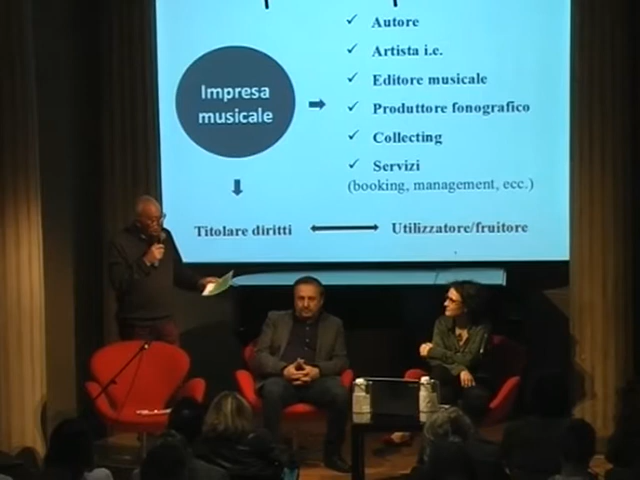 Impresa
musicale
Autore
Artista i.e.
Editore musicale
Produttore fonografico
Collecting
Servizi
(booking, management, ecc.)
Titolare diritti
Utilizzatore/fruitore